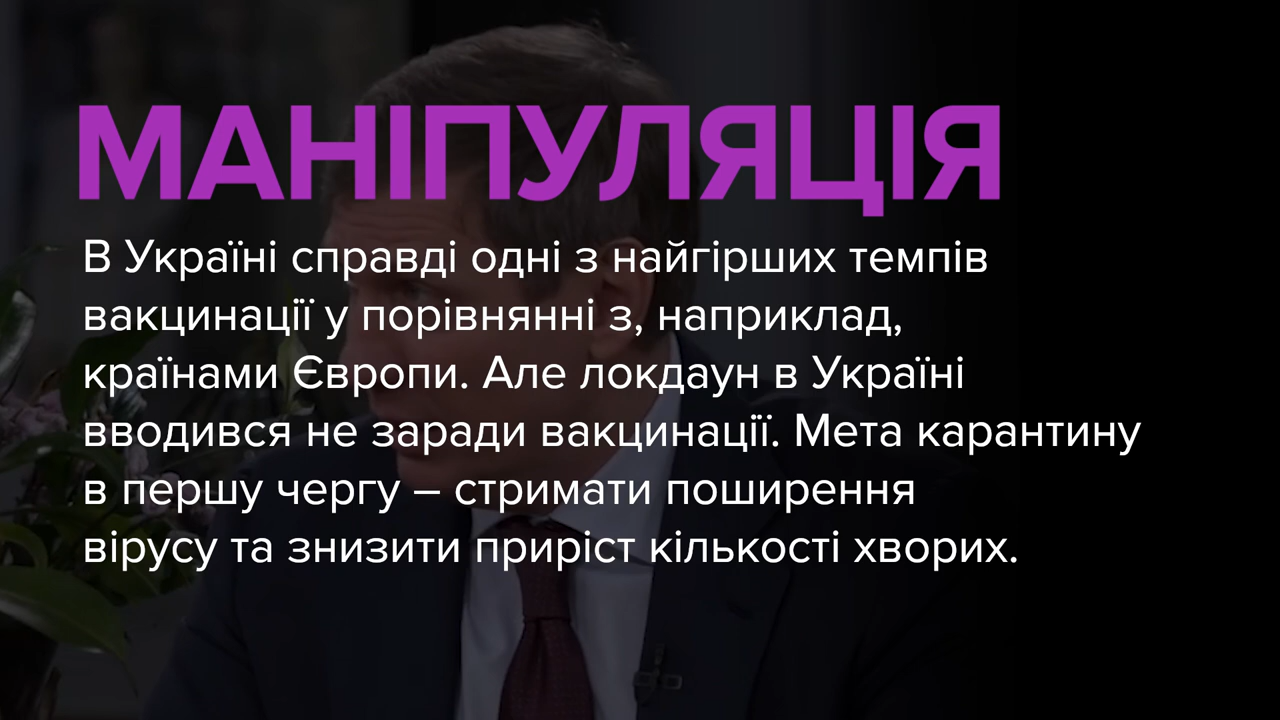 МАНІПУЛЯЦІЯ
В Україні справді одні з найгірших темпів
вакцинації у порівнянні з, наприклад,
країнами Європи. Але локдаун в Україні
вводився не заради вакцинації. Мета карантину
в першу чергу – стримати поширення
вірусу та знизити приріст кількості хворих.